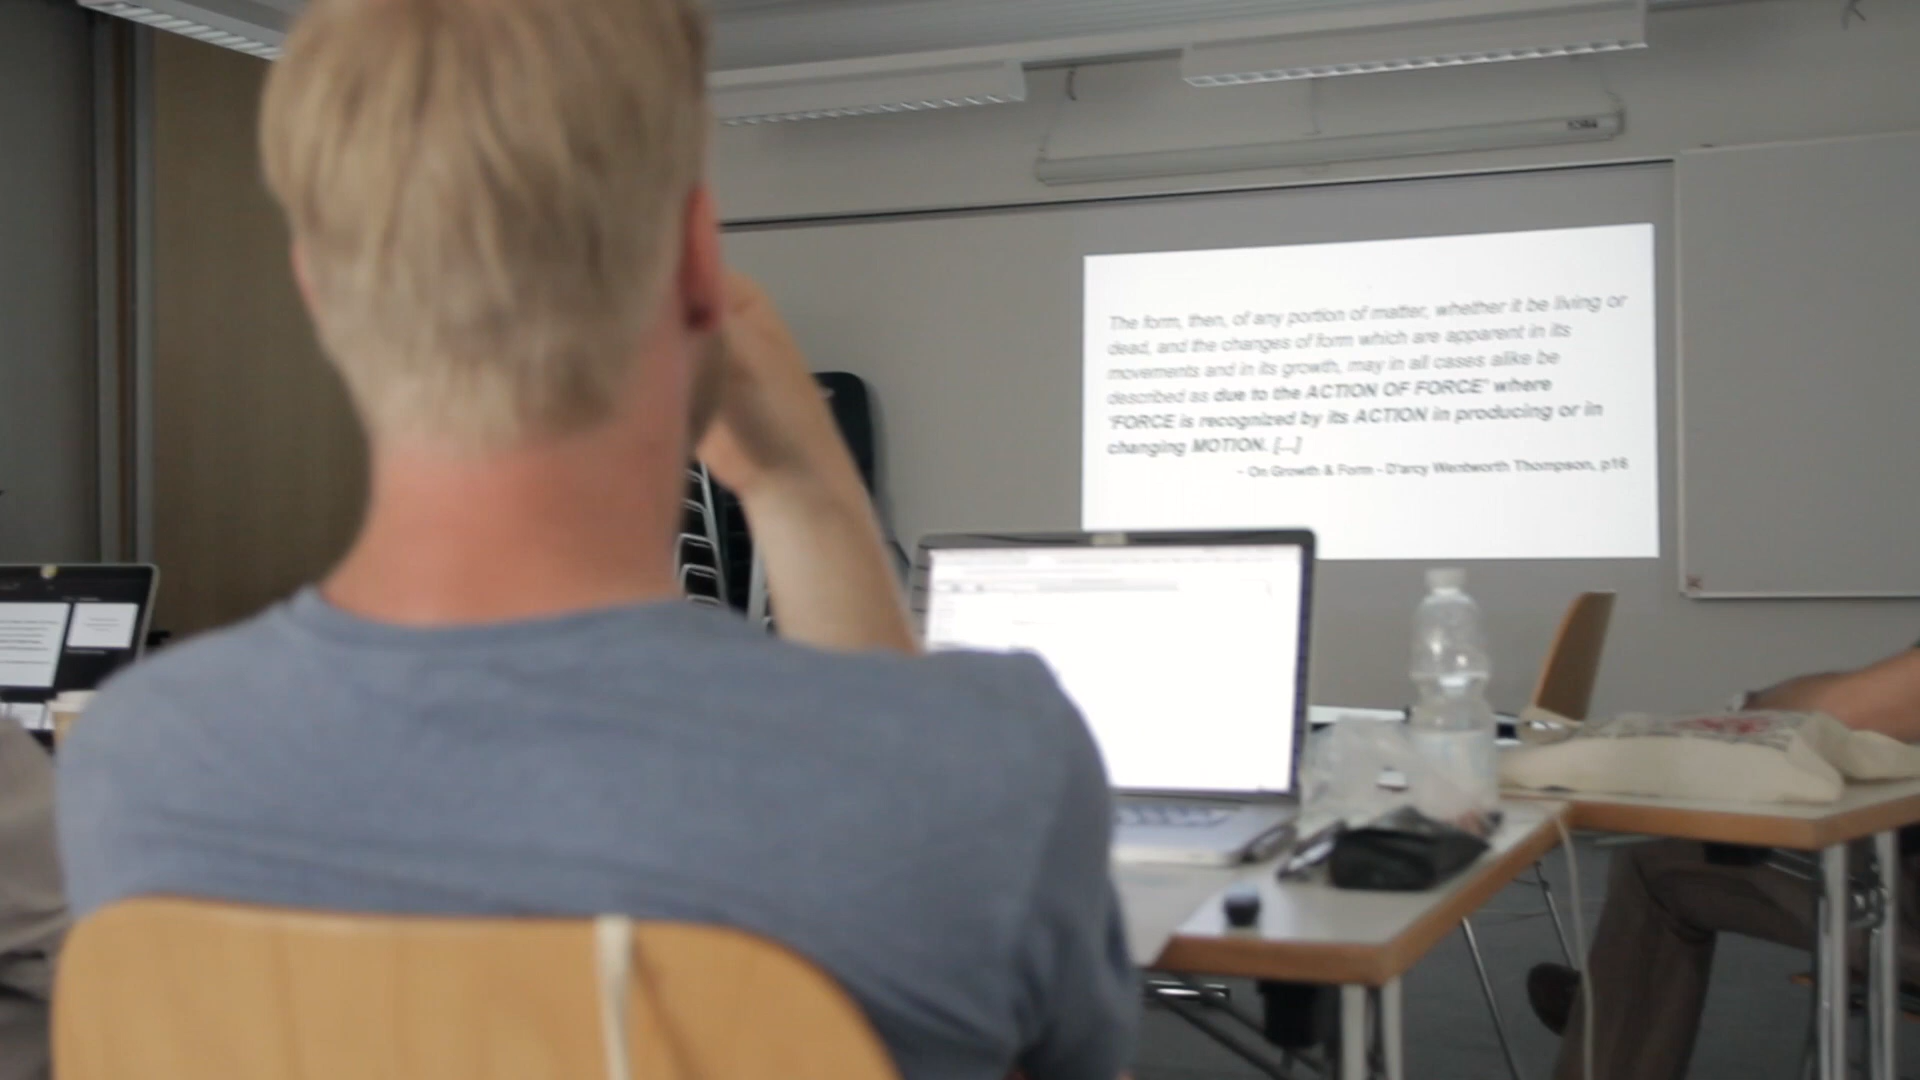 The form, then, of any portion of matter, whether it be living or
dead, and the changes of form which are apparent in its
movements and in its growth, may in all cases alike be
described as due to the ACTION OF FORCE' where
'FORCE is recognized by its ACTION in producing or in
changing MOTION. [...]
- On Growth & Form - D'arcy Wentworth Thompson, p16